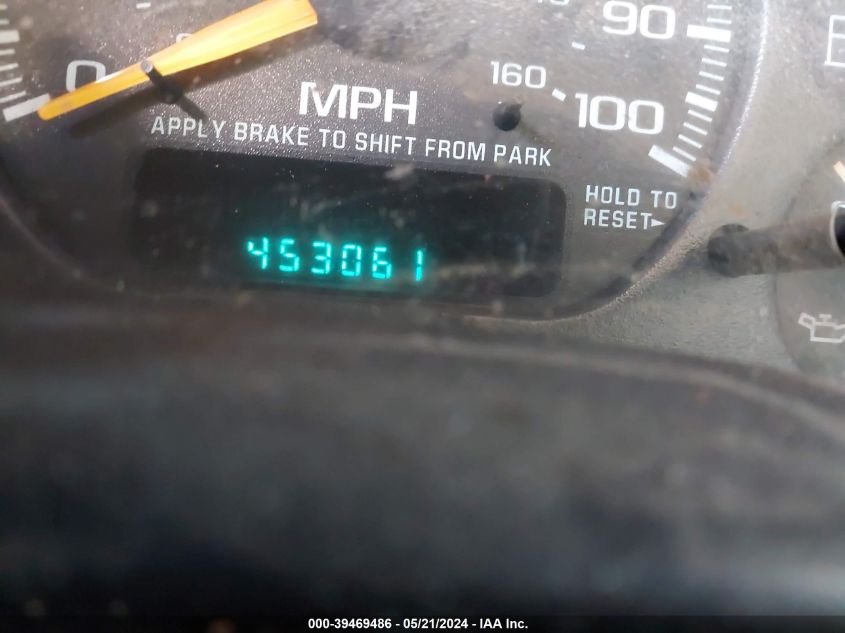 90
0
MPH
160
100
APPLY BRAKE TO SHIFT FROM PARK
HOLD TO
RESET►
453061
000-39469486 - 05/21/2024 - IAA Inc.